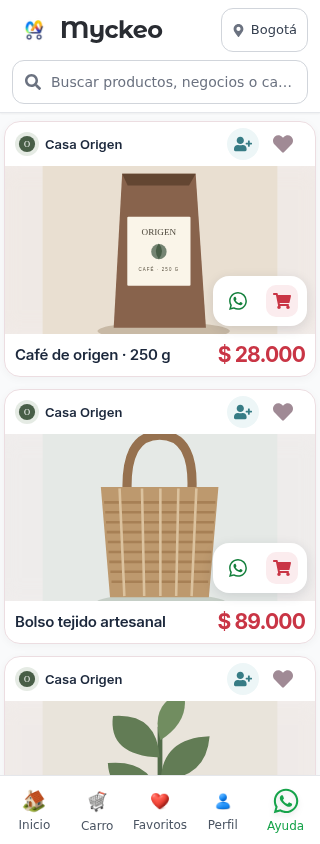 Myckeo
Bogotá
Buscar productos, negocios o ca...
O Casa Origen
ORIGEN
CAFÉ · 250 G
Café de origen · 250 g
$ 28.000
O Casa Origen
Bolso tejido artesanal
$ 89.000
O Casa Origen
Inicio
Carro
Favoritos
Perfil
Ayuda